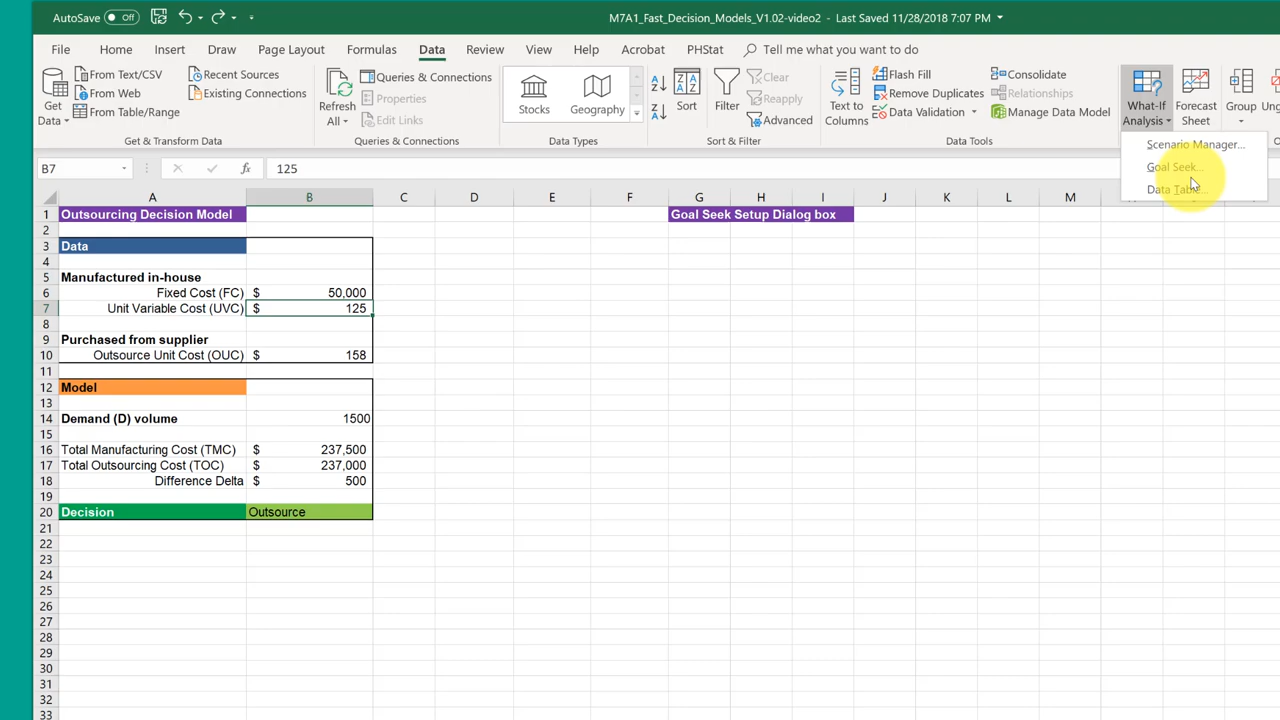 AutoSave Off M7A1_Fast_Decision_Models_V1.02-video2 - Last Saved 11/28/2018 7:07 PM
File Home Insert Draw Page Layout Formulas Data Review View Help Acrobat PHStat Tell me what you want to do
Get Data
From Text/CSV
From Web
From Table/Range
Recent Sources
Existing Connections
Get & Transform Data
Refresh All
Queries & Connections
Properties
Edit Links
Queries & Connections
Stocks Geography
Data Types
Sort
Filter
Clear
Reapply
Advanced
Sort & Filter
Text to Columns
Flash Fill
Remove Duplicates
Data Validation
Consolidate
Relationships
Manage Data Model
Data Tools
What-If Analysis
Forecast Sheet
Group
Scenario Manager...
Goal Seek...
Data Table...
B7 fx 125
A B C D E F G H I J K L M
1 Outsourcing Decision Model Goal Seek Setup Dialog box
2
3 Data
4
5 Manufactured in-house
6 Fixed Cost (FC) $ 50,000
7 Unit Variable Cost (UVC) $ 125
8
9 Purchased from supplier
10 Outsource Unit Cost (OUC) $ 158
11
12 Model
13
14 Demand (D) volume 1500
15
16 Total Manufacturing Cost (TMC) $ 237,500
17 Total Outsourcing Cost (TOC) $ 237,000
18 Difference Delta $ 500
19
20 Decision Outsource
21
22
23
24
25
26
27
28
29
30
31
32
33